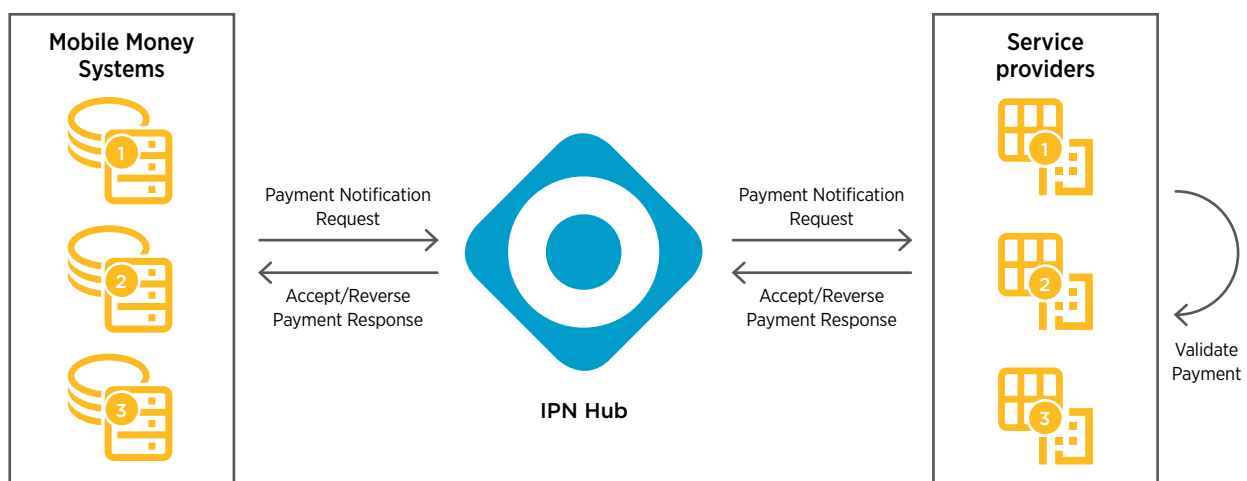 Mobile Money
Systems
1
2
3
Payment Notification
Request
Accept/Reverse
Payment Response
IPN Hub
Payment Notification
Request
Accept/Reverse
Payment Response
Service
providers
1
2
3
Validate
Payment